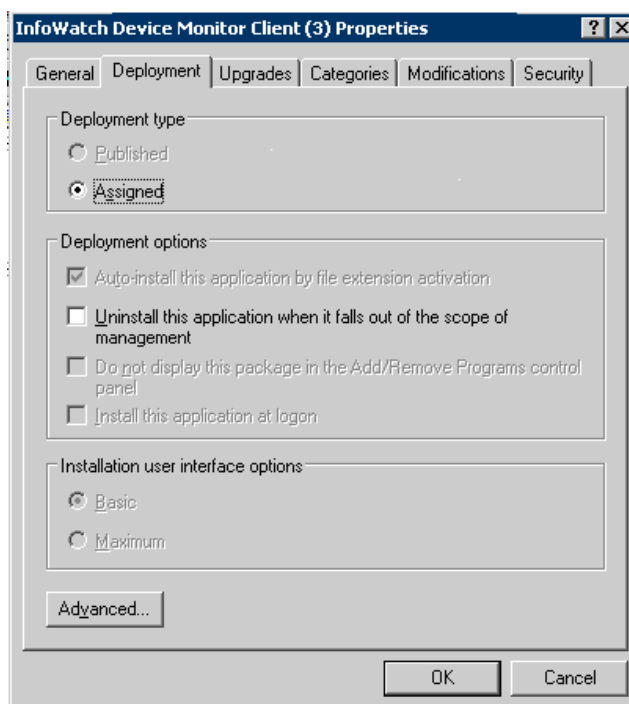 InfoWatch Device Monitor Client (3) Properties
General Deployment Upgrades Categories Modifications Security
Deployment type
Published
Assigned
Deployment options
Auto-install this application by file extension activation
Uninstall this application when it falls out of the scope of
management
Do not display this package in the Add/Remove Programs control
panel
Install this application at logon
Installation user interface options
Basic
Maximum
Advanced...
OK Cancel